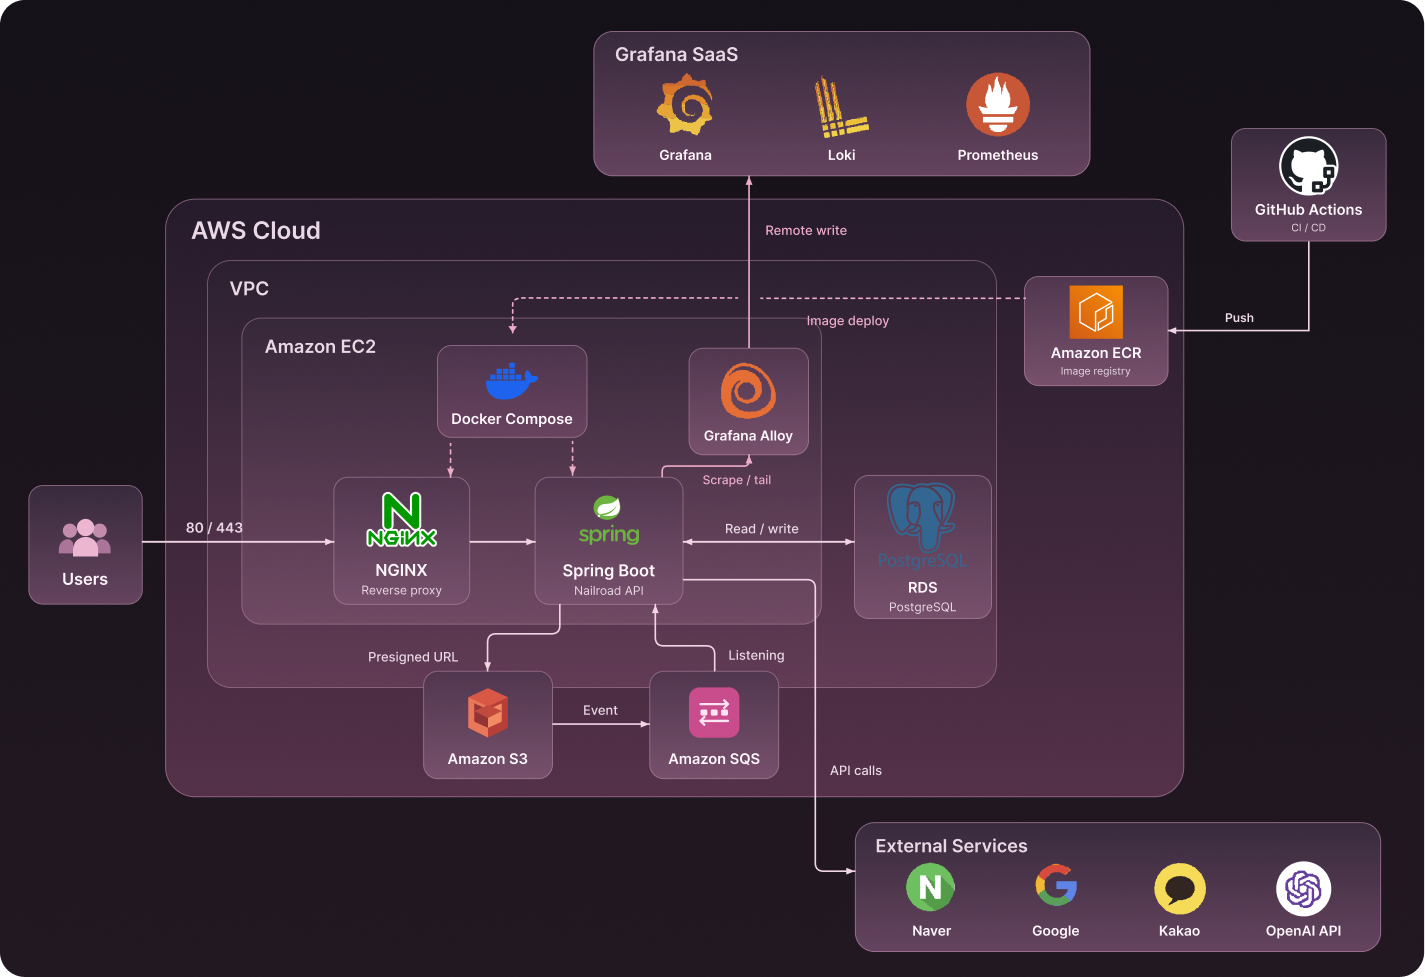 Grafana SaaS
Grafana
Loki
Prometheus
GitHub Actions
CI / CD
AWS Cloud
Remote write
VPC
Image deploy
Push
Amazon ECR
Image registry
Amazon EC2
Docker Compose
Grafana Alloy
Scrape / tail
Users
80 / 443
NGiNX
NGINX
Reverse proxy
spring
Spring Boot
Nailroad API
Read / write
PostgreSQL
RDS
PostgreSQL
Presigned URL
Listening
Amazon S3
Event
Amazon SQS
API calls
External Services
N
Naver
Google
Kakao
OpenAI API